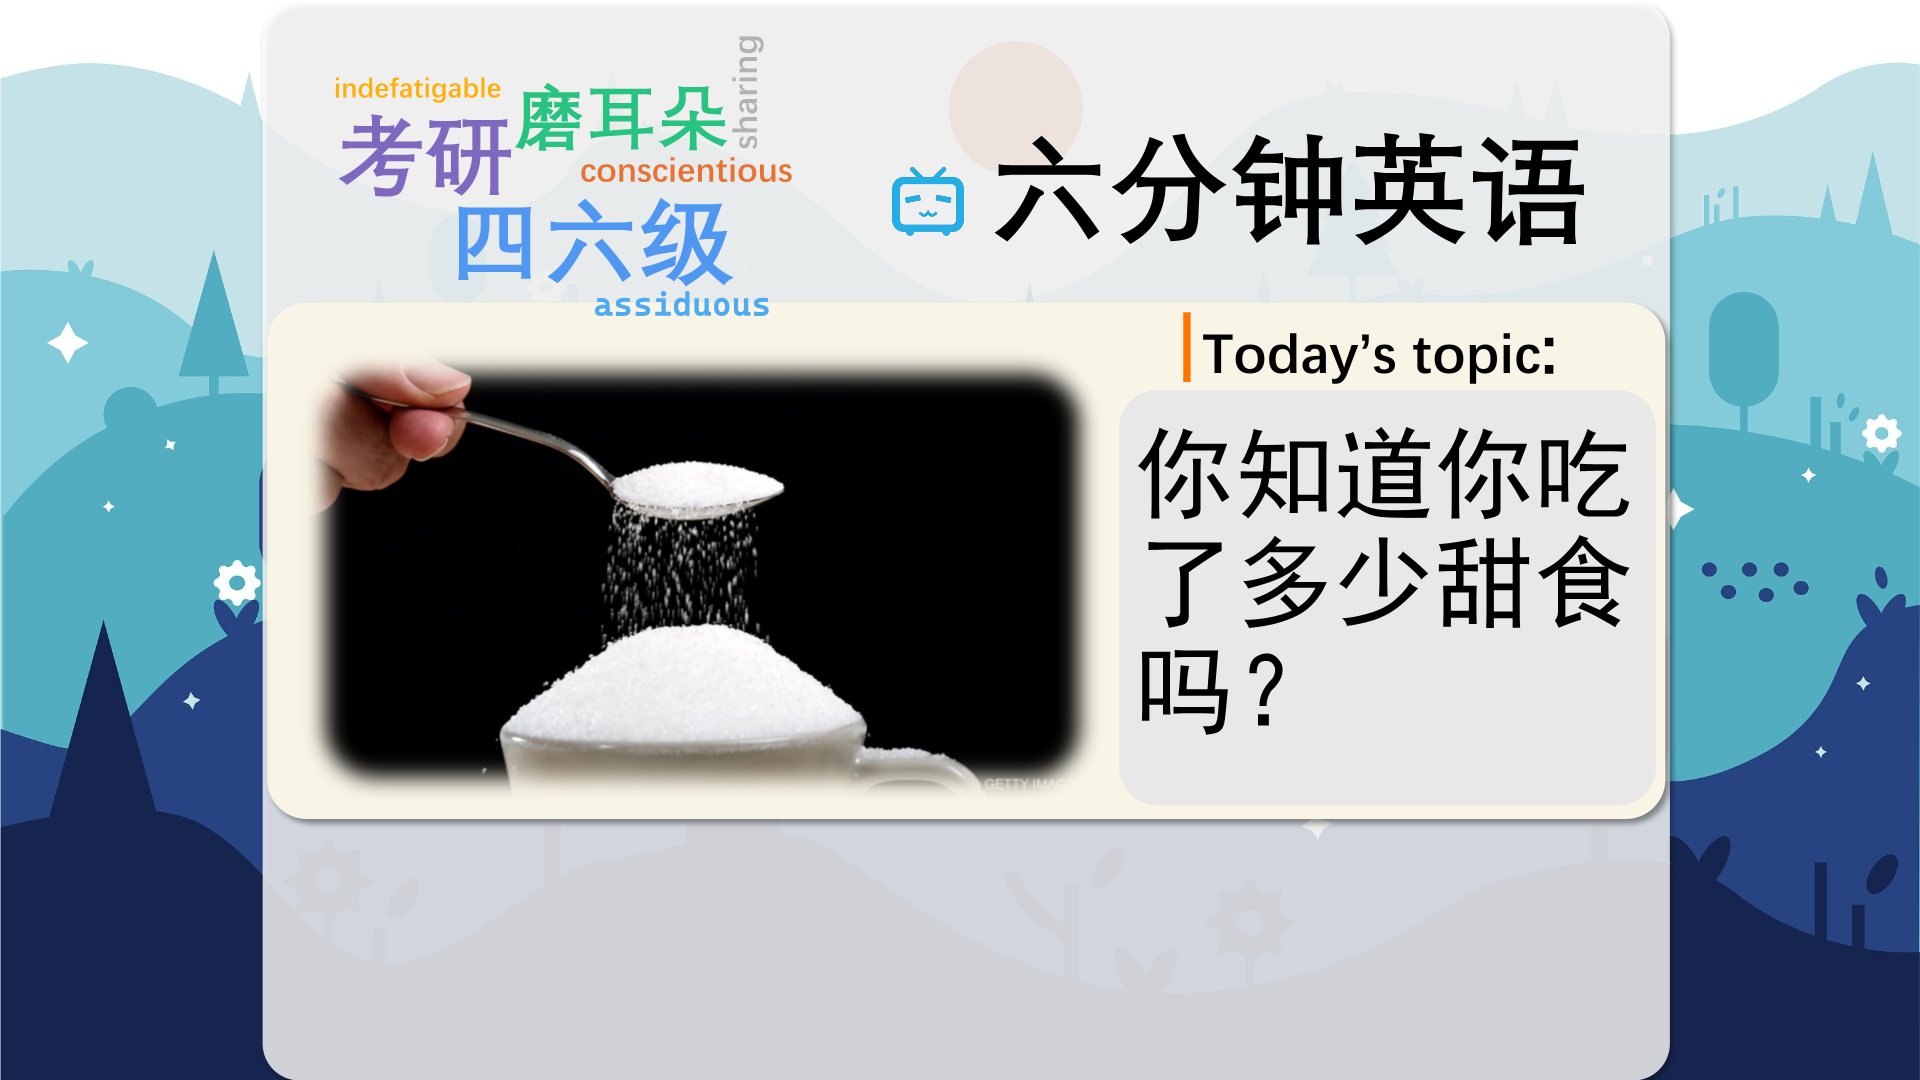 indefatigable
sharing
磨耳朵
考研
conscientious
四六级
assiduous
六分钟英语
Today’s topic:
你知道你吃
了多少甜食
吗？